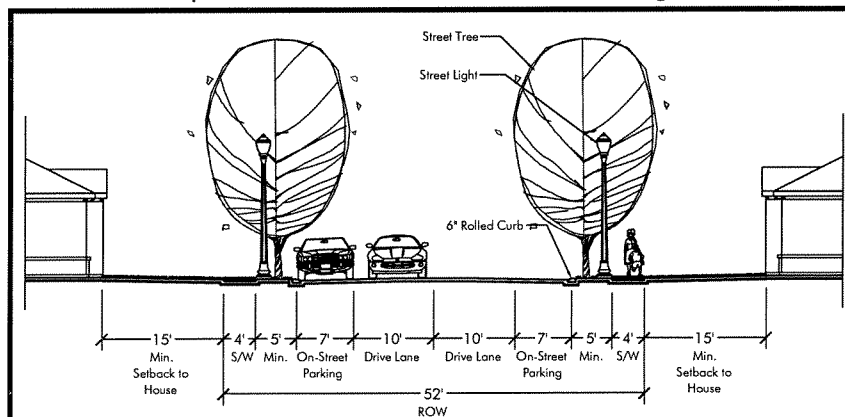 Street Tree
Street Light
6" Rolled Curb
15' 4' 5' 7' 10' 10' 7' 5' 4' 15'
Min. S/W Min. On-Street Drive Lane Drive Lane On-Street Min. S/W Min.
Setback to Parking Parking Setback to
House House
52'
ROW